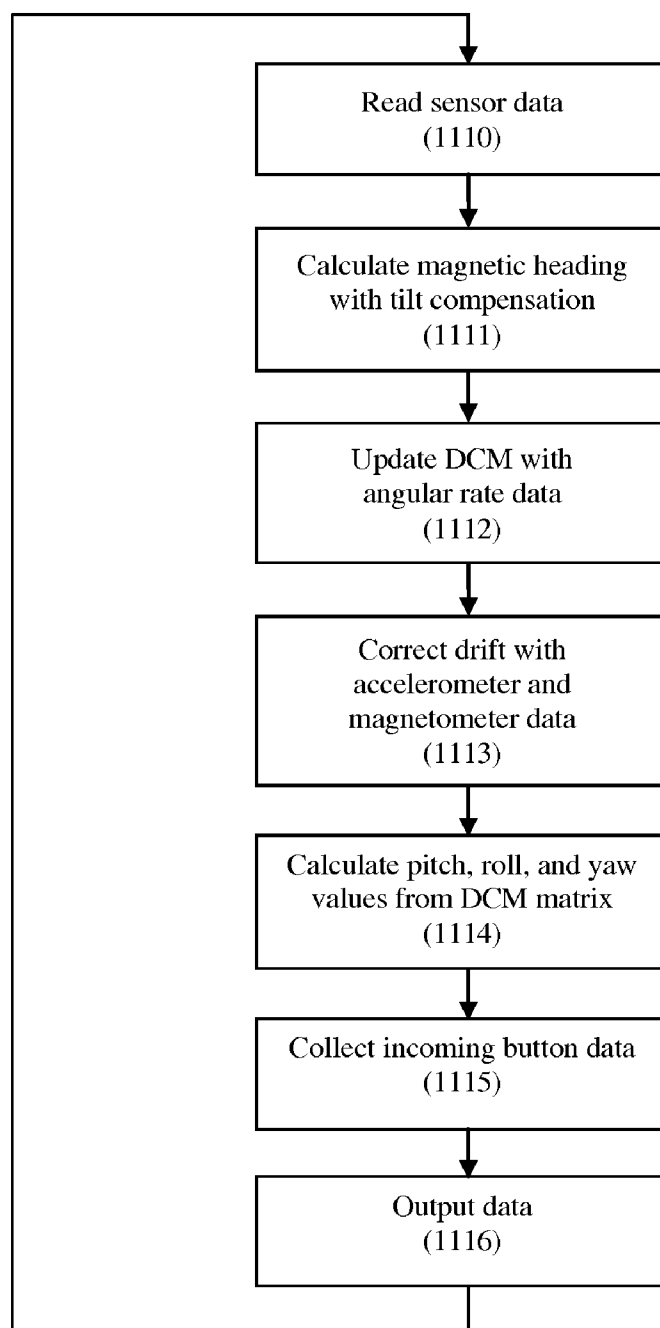 Read sensor data
(1110)
Calculate magnetic heading
with tilt compensation
(1111)
Update DCM with
angular rate data
(1112)
Correct drift with
accelerometer and
magnetometer data
(1113)
Calculate pitch, roll, and yaw
values from DCM matrix
(1114)
Collect incoming button data
(1115)
Output data
(1116)